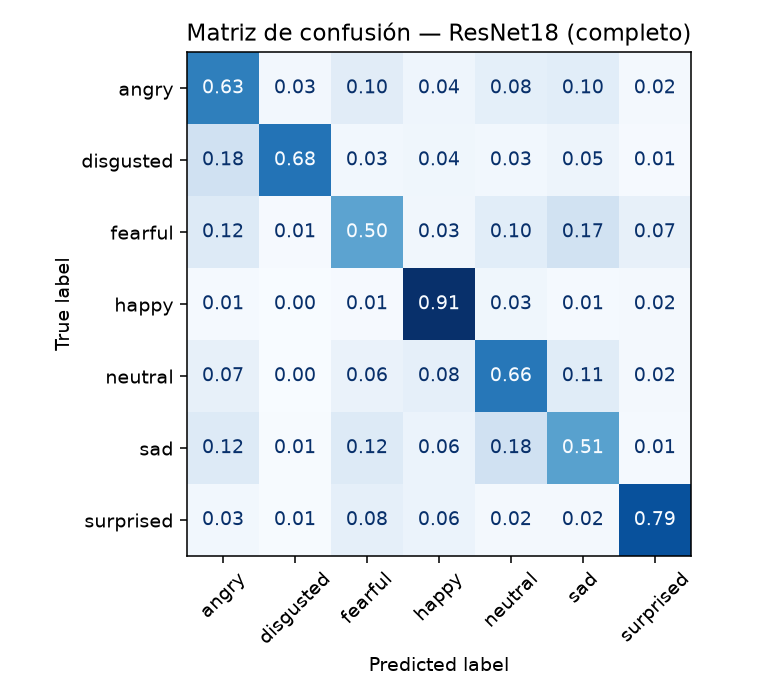 Matriz de confusión — ResNet18 (completo)
True label
angry 0.63 0.03 0.10 0.04 0.08 0.10 0.02
disgusted 0.18 0.68 0.03 0.04 0.03 0.05 0.01
fearful 0.12 0.01 0.50 0.03 0.10 0.17 0.07
happy 0.01 0.00 0.01 0.91 0.03 0.01 0.02
neutral 0.07 0.00 0.06 0.08 0.66 0.11 0.02
sad 0.12 0.01 0.12 0.06 0.18 0.51 0.01
surprised 0.03 0.01 0.08 0.06 0.02 0.02 0.79
angry disgusted fearful happy neutral sad surprised
Predicted label